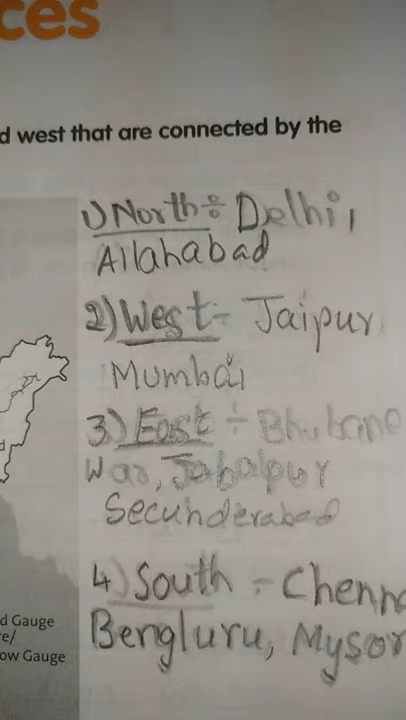 ces
d west that are connected by the
1) North ÷ Delhi,
Allahabad
2) West - Jaipur,
Mumbai
3) East ÷ Bhubane
war, Jabalpur
Secunderabad
4) South - Chenn
Bengluru, Mysor
d Gauge
re/
ow Gauge